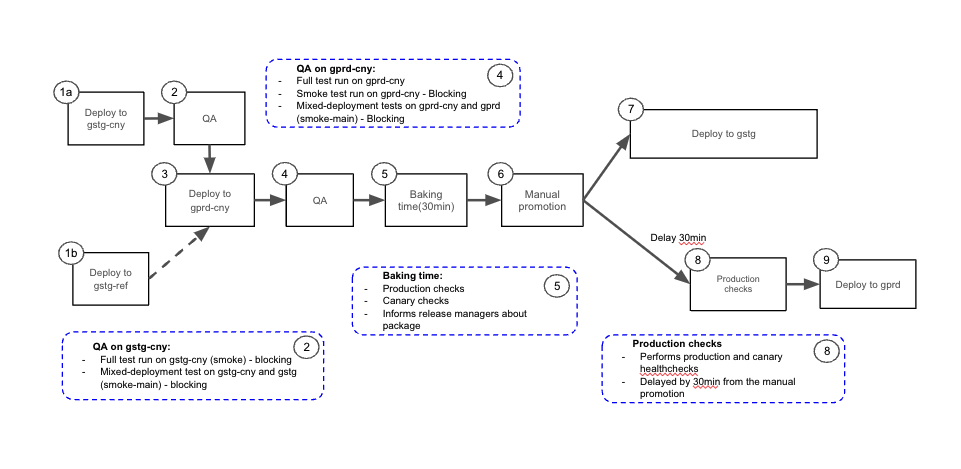 QA on gprd-cny:
4
- Full test run on gprd-cny
- Smoke test run on gprd-cny - Blocking
- Mixed-deployment tests on gprd-cny and gprd
(smoke-main) - Blocking
1a
Deploy to
gstg-cny
2
QA
7
Deploy to gstg
3
Deploy to
gprd-cny
4
QA
5
Baking
time(30min)
6
Manual
promotion
1b
Deploy to
gstg-ref
Delay 30min
8
Production
checks
9
Deploy to gprd
Baking time:
5
- Production checks
- Canary checks
- Informs release managers about
package
QA on gstg-cny:
2
- Full test run on gstg-cny (smoke) - blocking
- Mixed-deployment test on gstg-cny and gstg
(smoke-main) - blocking
Production checks
8
- Performs production and canary
healthchecks
- Delayed by 30min from the manual
promotion